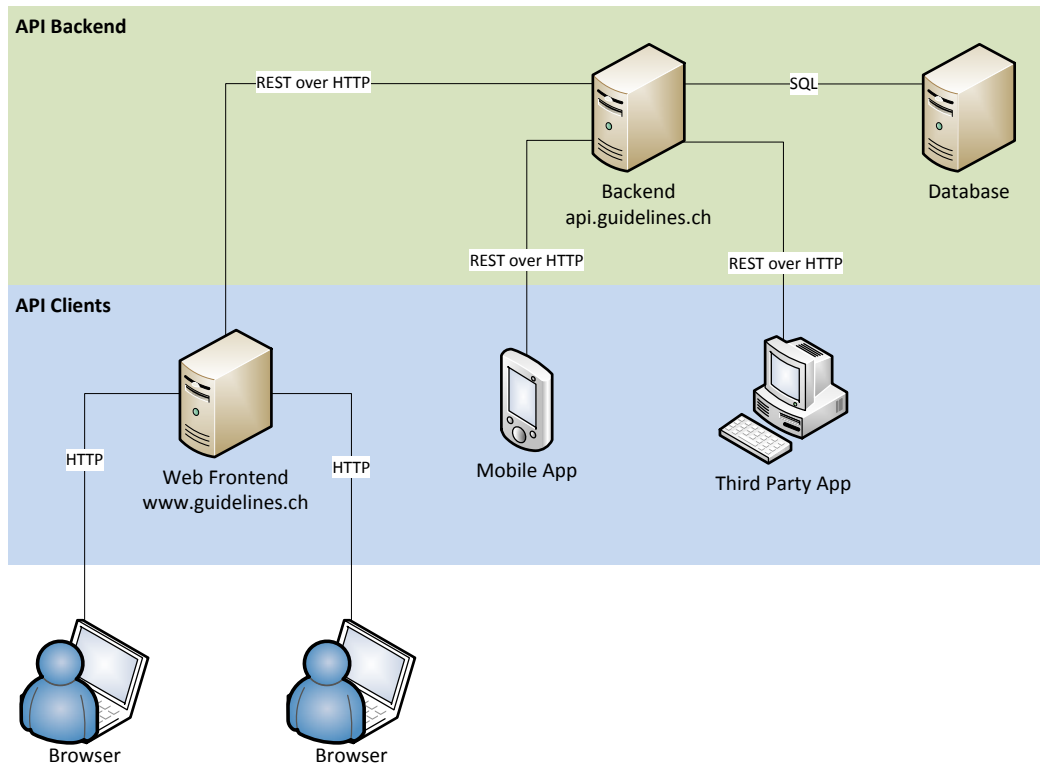 API Backend
REST over HTTP
SQL
Backend
api.guidelines.ch
Database
REST over HTTP
REST over HTTP
API Clients
HTTP
HTTP
Web Frontend
www.guidelines.ch
Mobile App
Third Party App
Browser
Browser